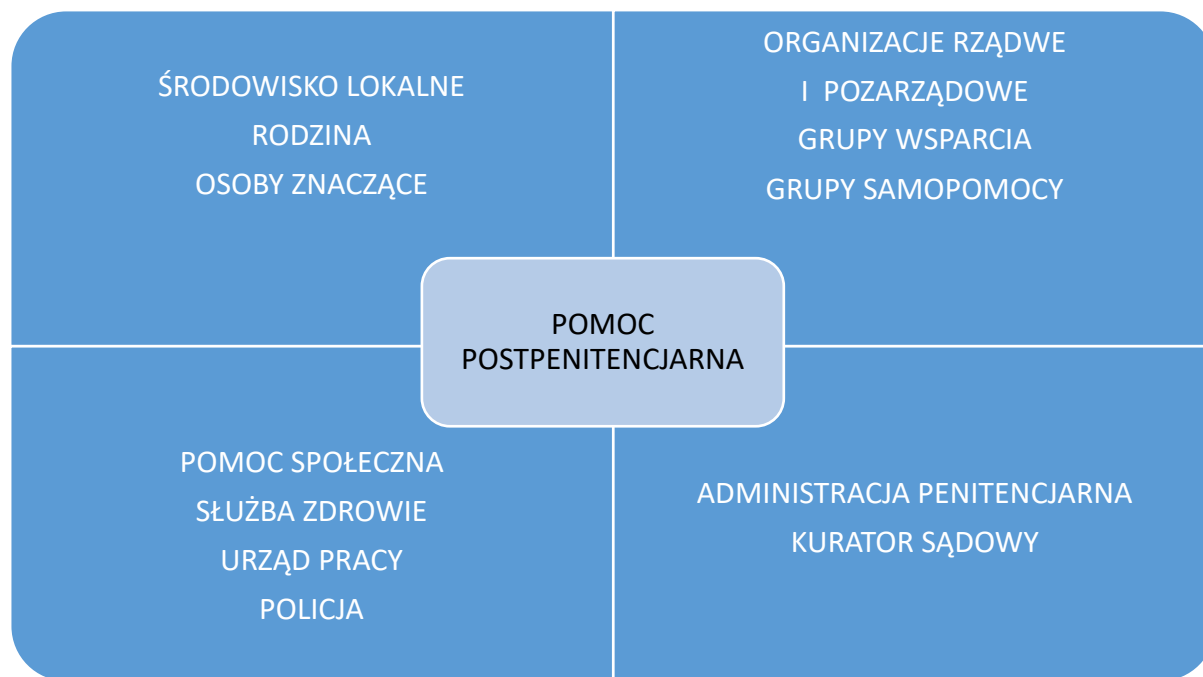 ŚRODOWISKO LOKALNE
RODZINA
OSOBY ZNACZĄCE
ORGANIZACJE RZĄDWE
I POZARZĄDOWE
GRUPY WSPARCIA
GRUPY SAMOPOMOCY
POMOC
POSTPENITENCJARNA
POMOC SPOŁECZNA
SŁUŻBA ZDROWIE
URZĄD PRACY
POLICJA
ADMINISTRACJA PENITENCJARNA
KURATOR SĄDOWY